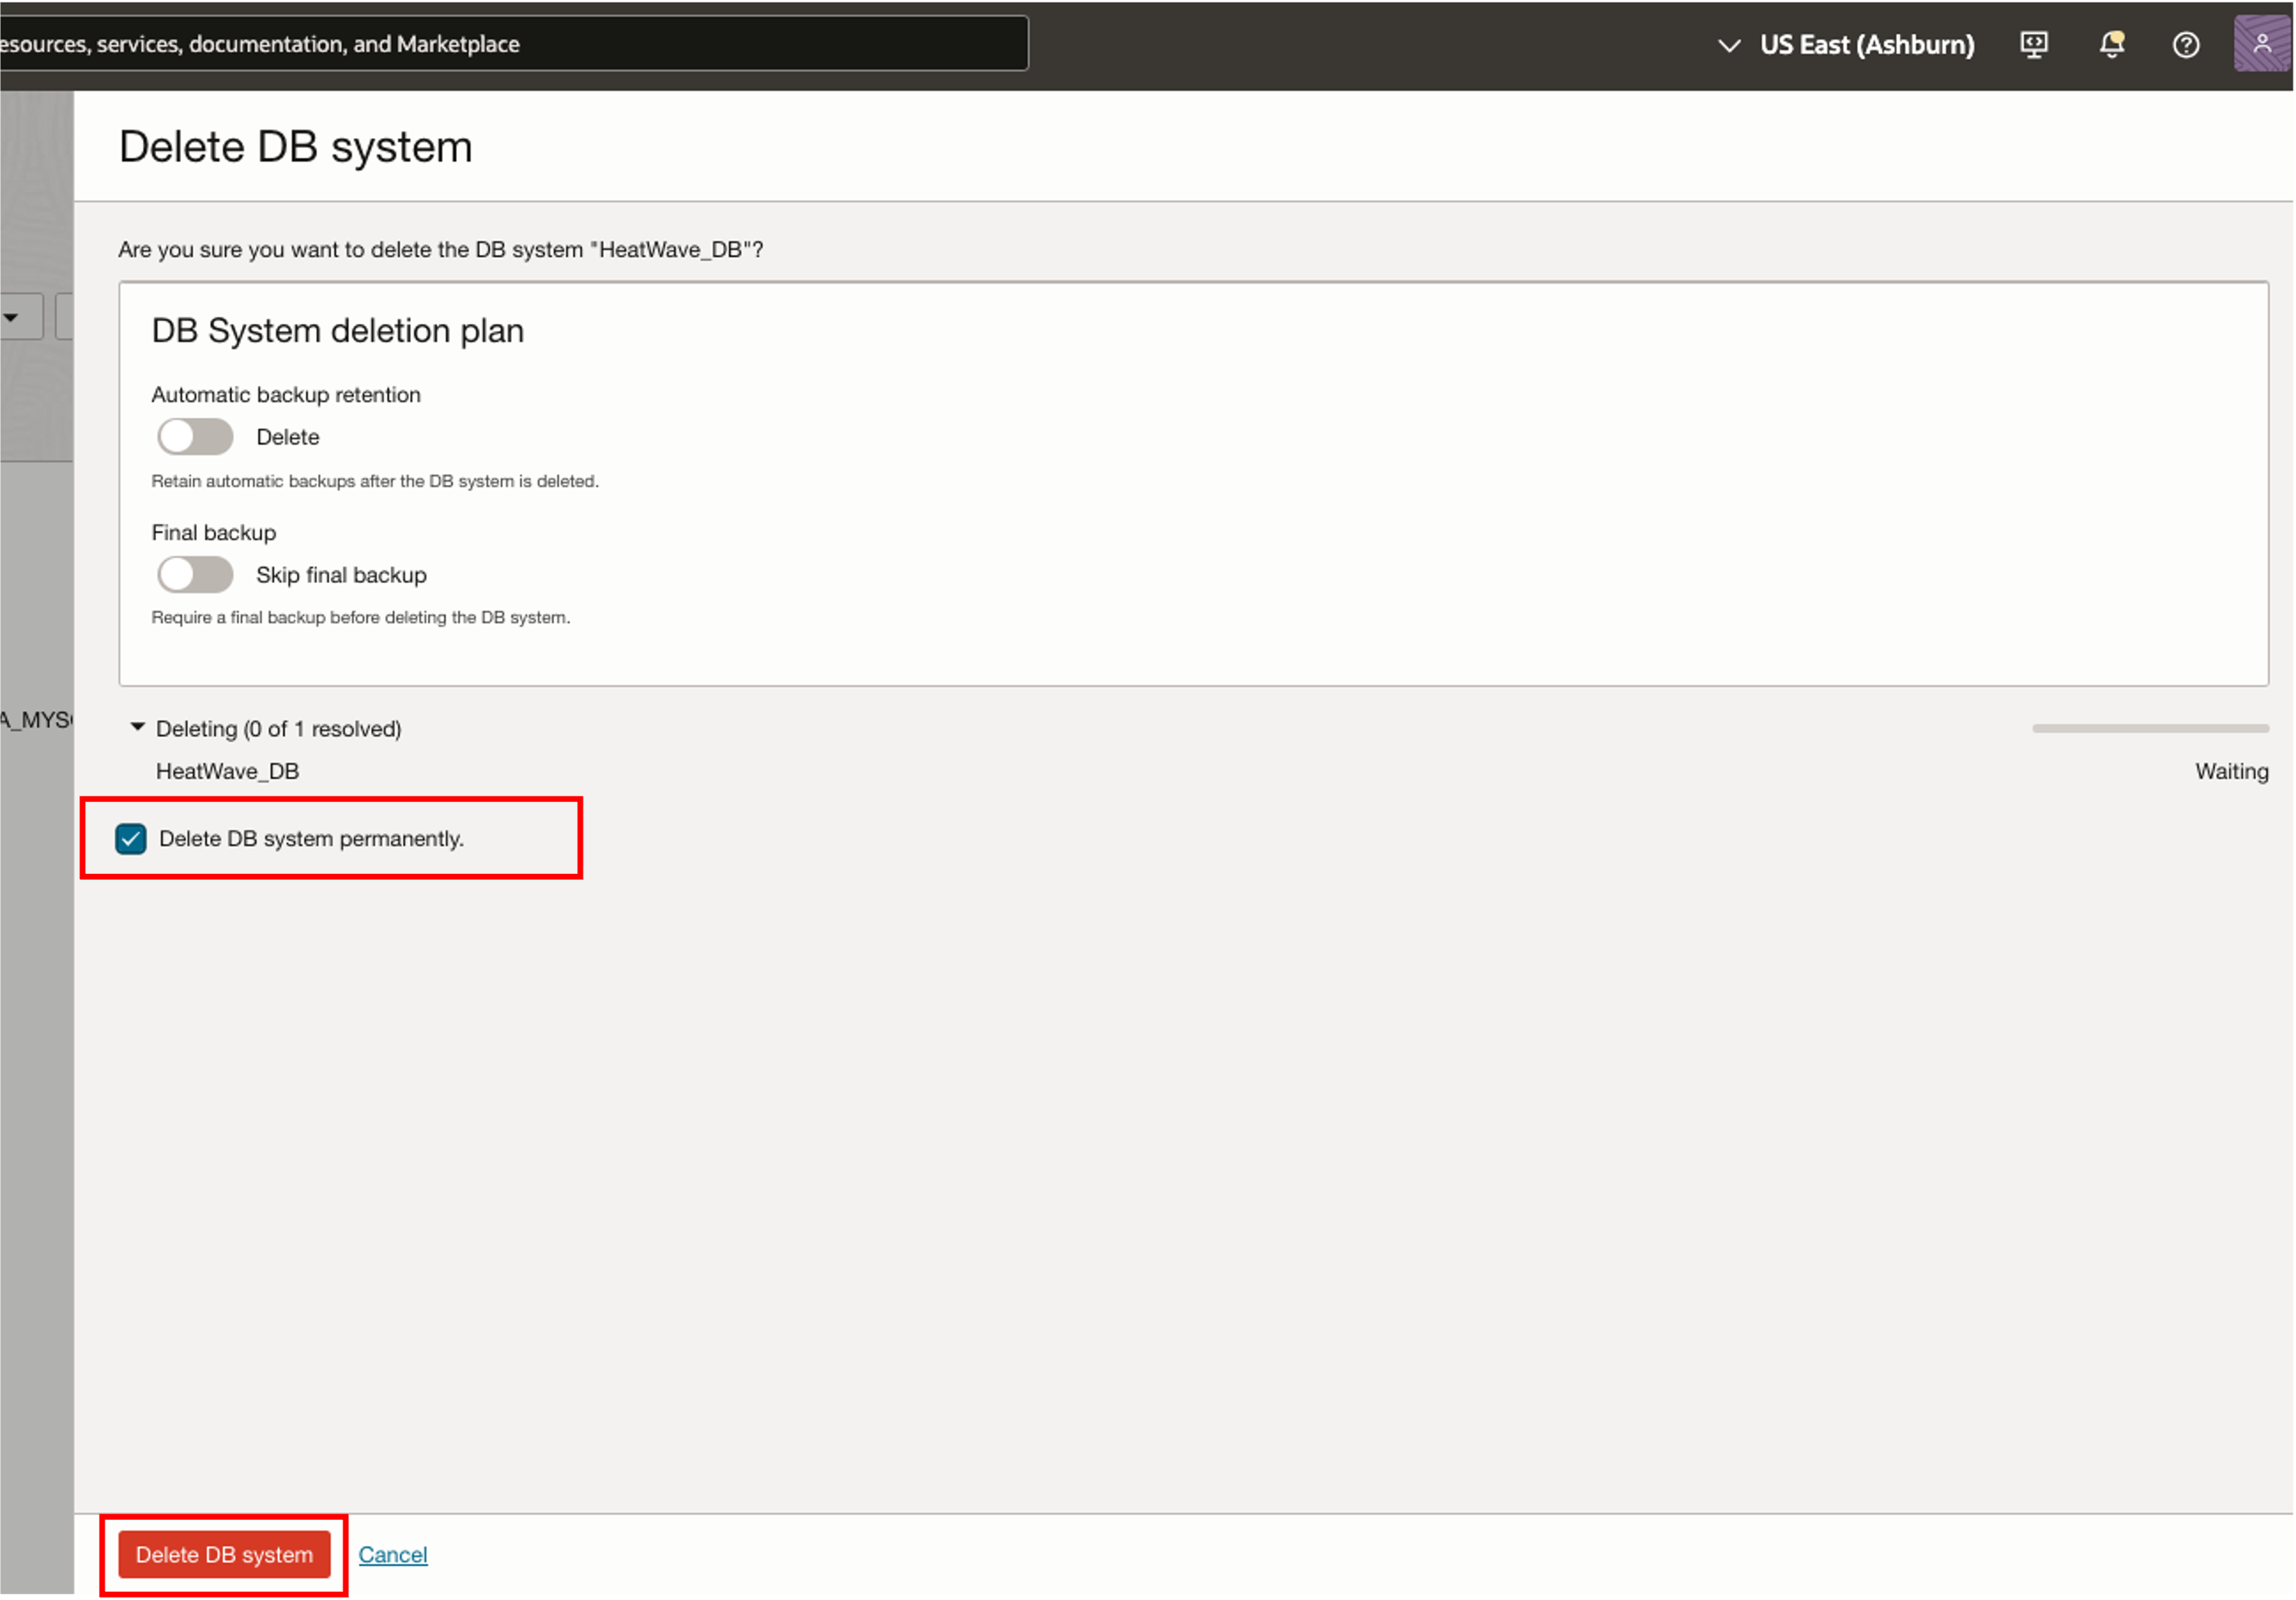 esources, services, documentation, and Marketplace
US East (Ashburn)
Delete DB system
Are you sure you want to delete the DB system "HeatWave_DB"?
DB System deletion plan
Automatic backup retention
Delete
Retain automatic backups after the DB system is deleted.
Final backup
Skip final backup
Require a final backup before deleting the DB system.
A_MYS
Deleting (0 of 1 resolved)
HeatWave_DB
Waiting
Delete DB system permanently.
Delete DB system
Cancel